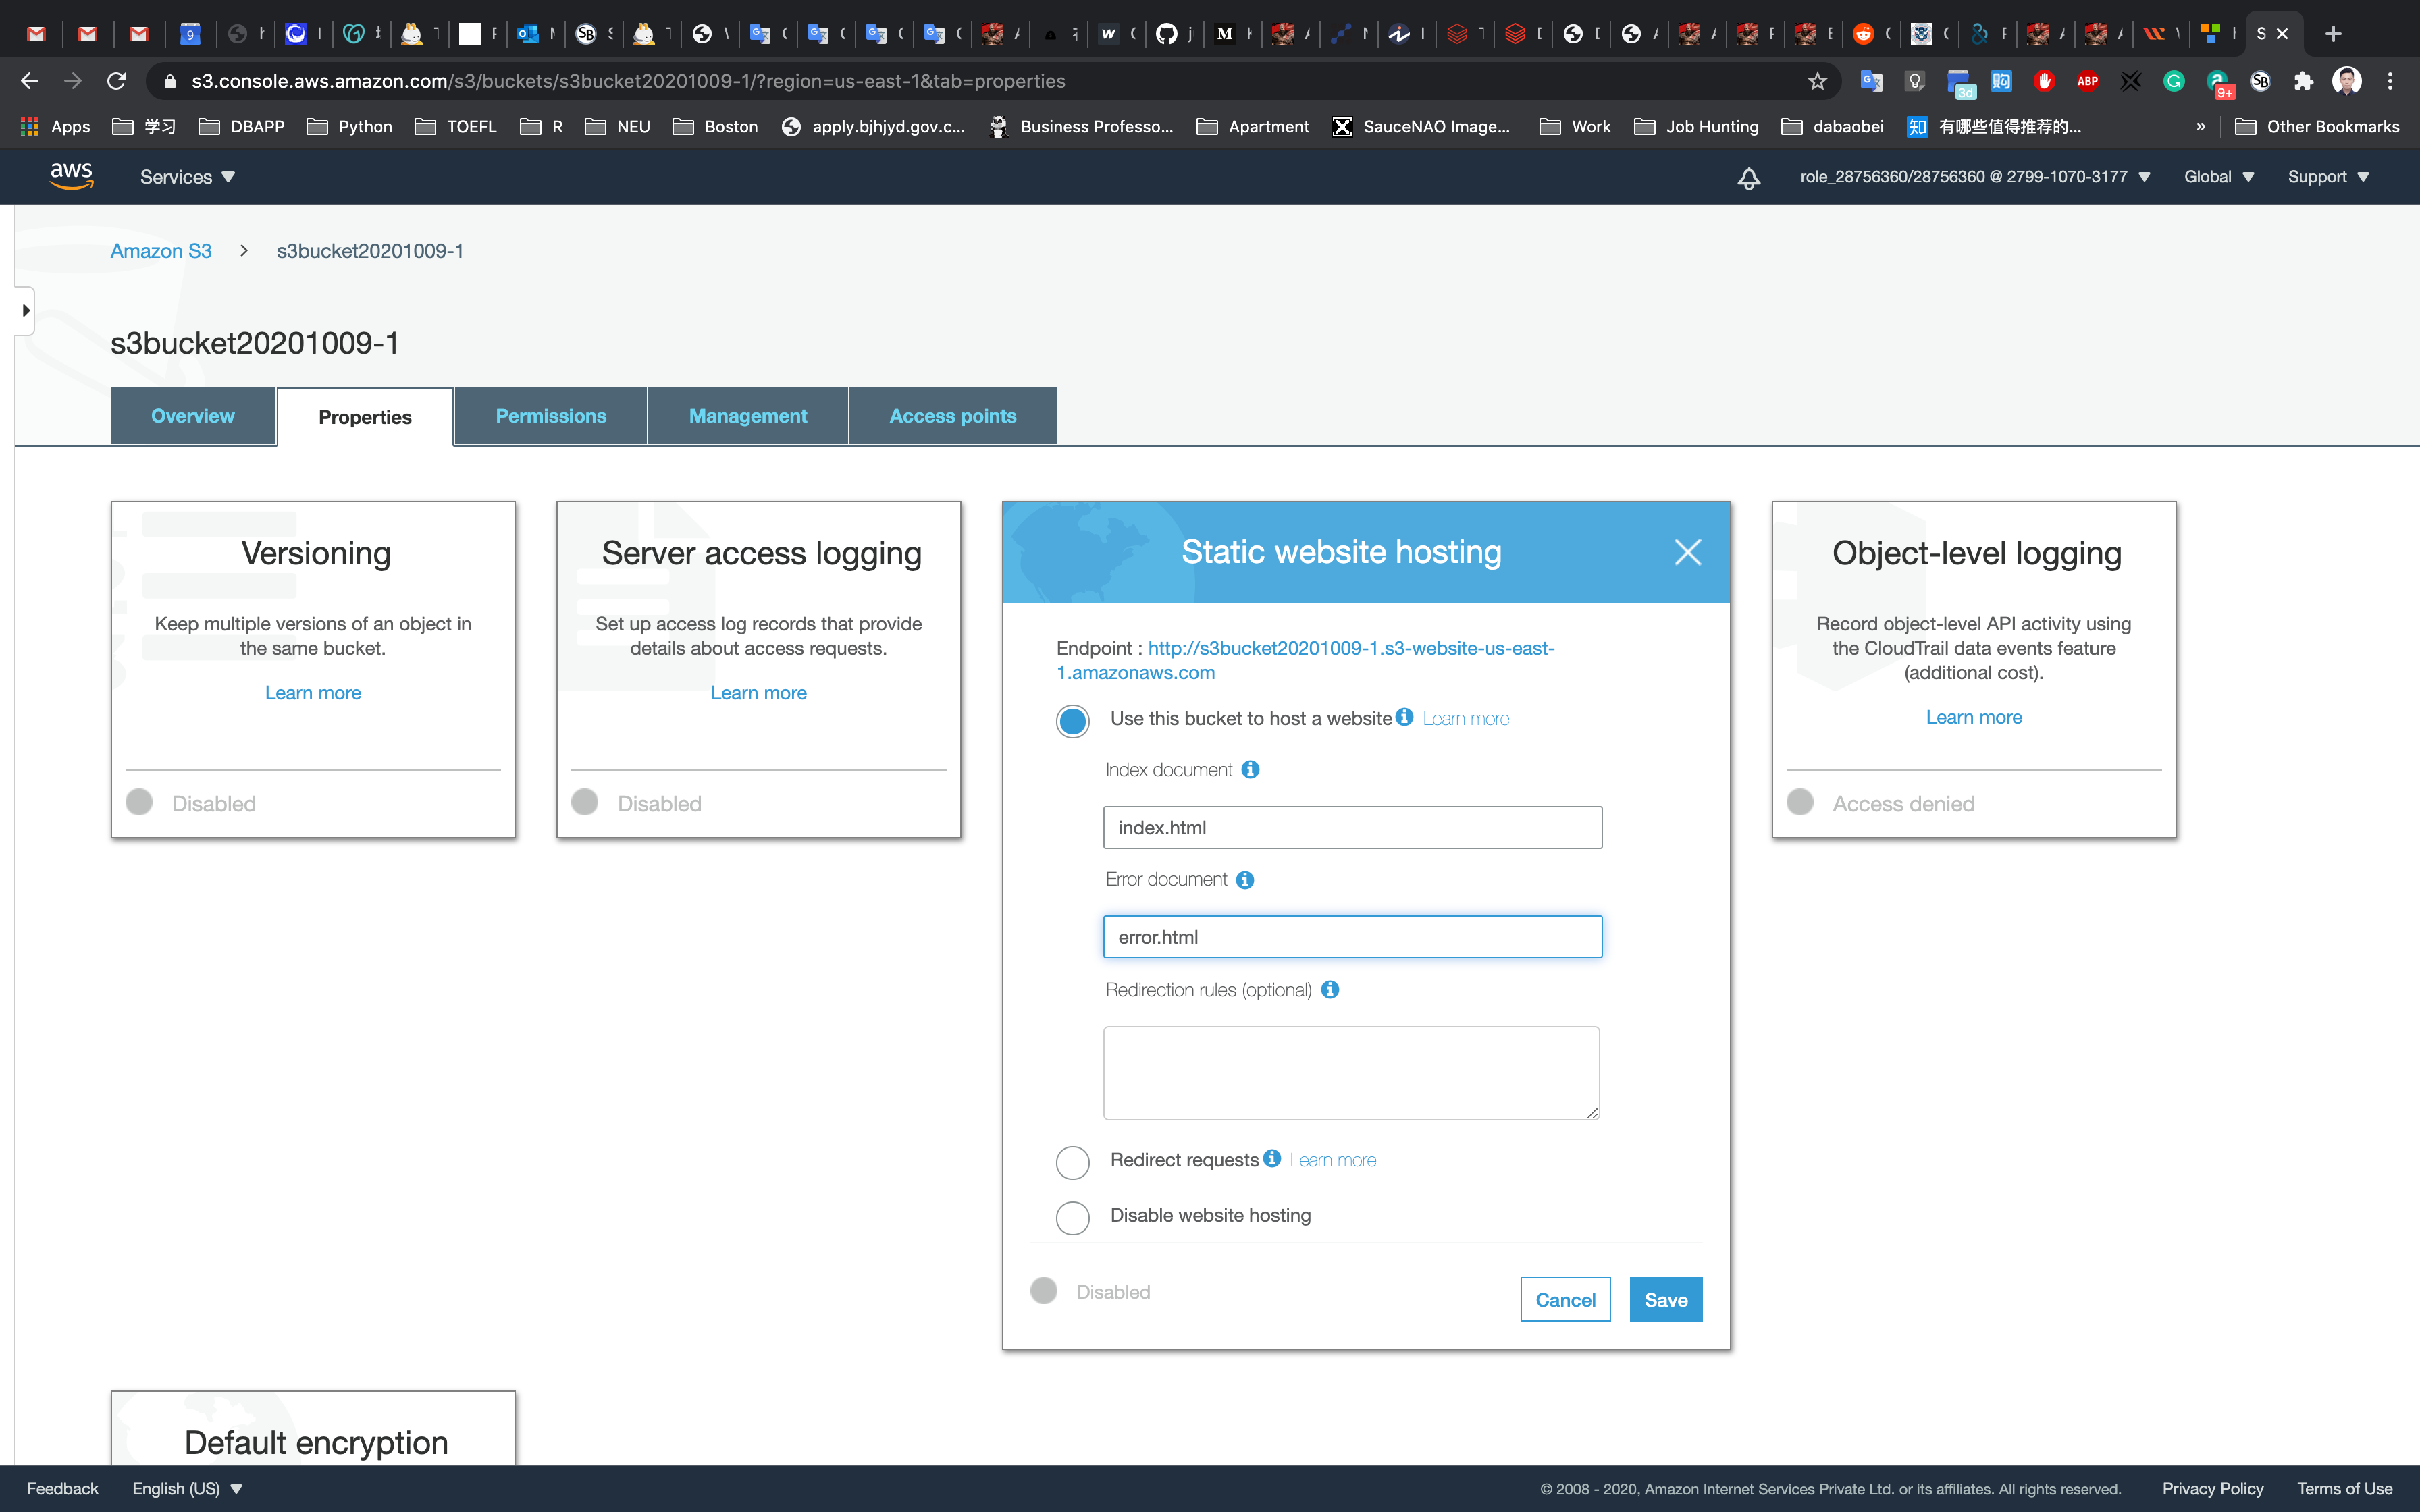 s3.console.aws.amazon.com/s3/buckets/s3bucket20201009-1/?region=us-east-1&tab=properties
3d
ABP
9+
SB
Apps
学习
DBAPP
Python
TOEFL
R
NEU
Boston
apply.bjhjyd.gov.c...
Business Professo...
Apartment
SauceNAO Image...
Work
Job Hunting
dabaobei
知 有哪些值得推荐的...
»
Other Bookmarks
aws
Services
role_28756360/28756360 @ 2799-1070-3177
Global
Support
Amazon S3 > s3bucket20201009-1
s3bucket20201009-1
Overview
Properties
Permissions
Management
Access points
Versioning
Keep multiple versions of an object in
the same bucket.
Learn more
Disabled
Server access logging
Set up access log records that provide
details about access requests.
Learn more
Disabled
Static website hosting
Endpoint : http://s3bucket20201009-1.s3-website-us-east-
1.amazonaws.com
Use this bucket to host a website Learn more
Index document
index.html
Error document
error.html
Redirection rules (optional)
Redirect requests Learn more
Disable website hosting
Disabled
Cancel
Save
Object-level logging
Record object-level API activity using
the CloudTrail data events feature
(additional cost).
Learn more
Access denied
Default encryption
Feedback
English (US)
© 2008 - 2020, Amazon Internet Services Private Ltd. or its affiliates. All rights reserved.
Privacy Policy
Terms of Use